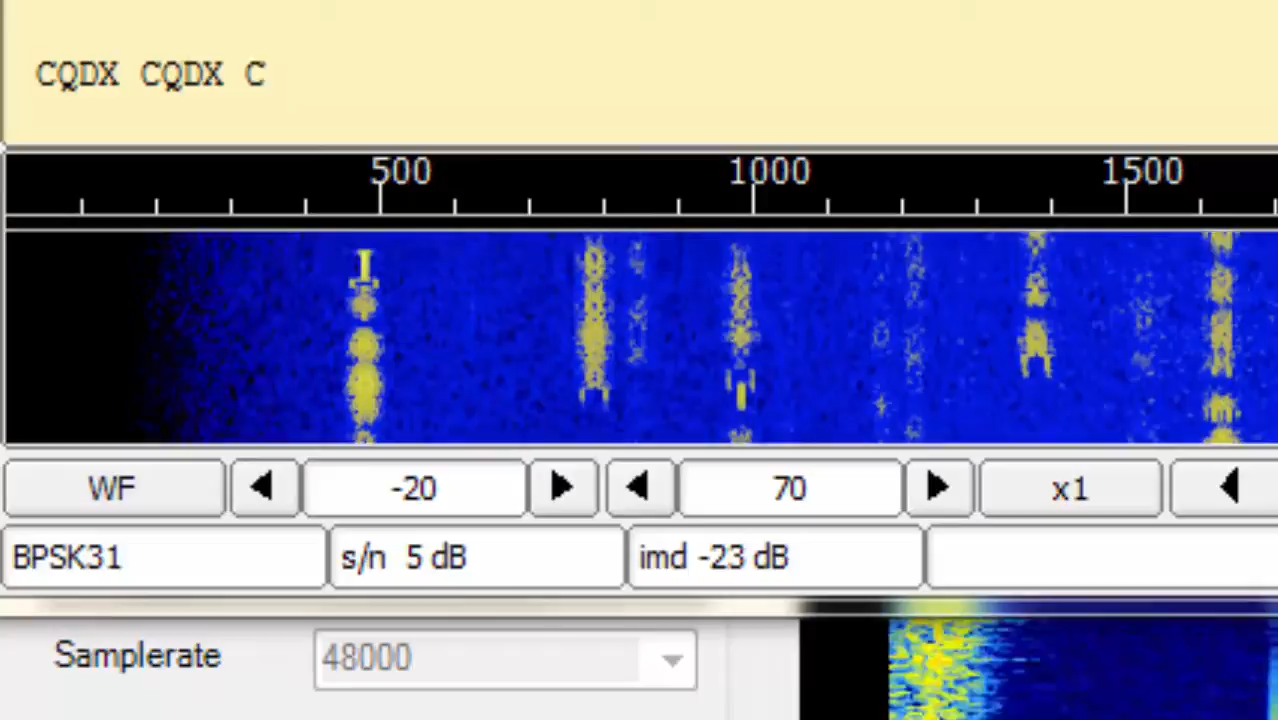 CQDX CQDX C
500 1000 1500
WF -20 70 x1
BPSK31 s/n 5 dB imd -23 dB
Samplerate 48000